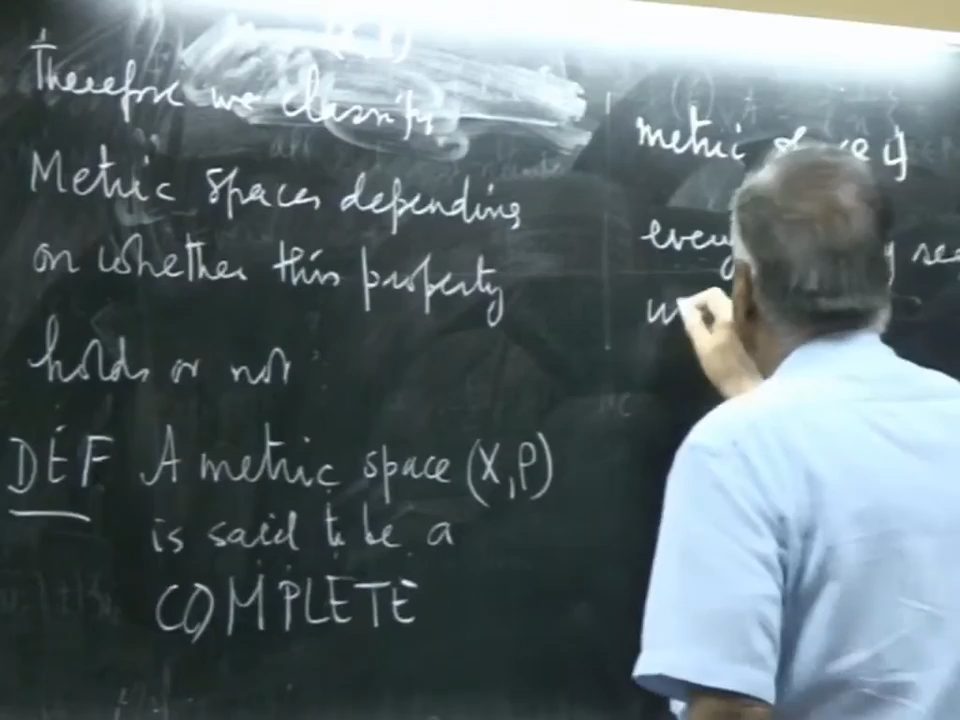 Therefore we classify
Metric spaces depending
on whether this property
holds or not
DEF A metric space (X, ρ)
is said to be a
COMPLETE
metric if
every